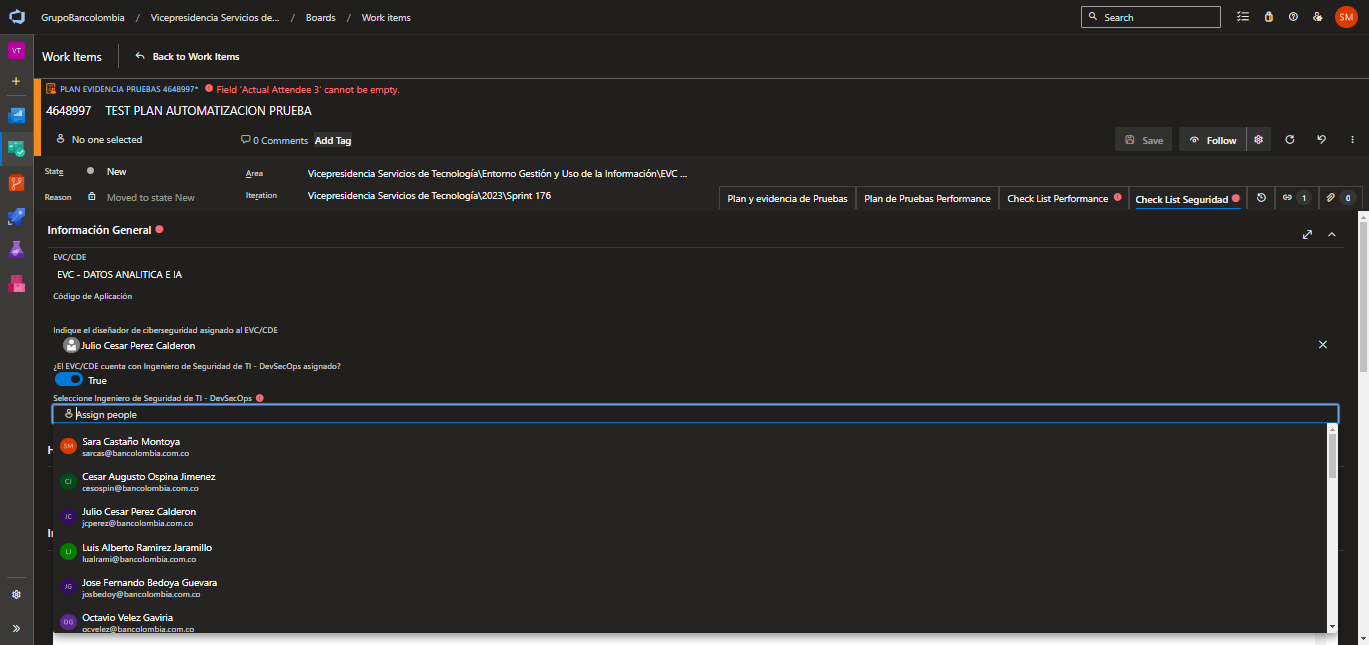 GrupoBancolombia / Vicepresidencia Servicios de... / Boards / Work items
Search
SM
VT
Work Items
Back to Work Items
PLAN EVIDENCIA PRUEBAS 4648997* Field 'Actual Attendee 3' cannot be empty.
4648997 TEST PLAN AUTOMATIZACION PRUEBA
No one selected
0 Comments
Add Tag
Save
Follow
State
New
Area
Vicepresidencia Servicios de Tecnología\Entorno Gestión y Uso de la Información\EVC ...
Reason
Moved to state New
Iteration
Vicepresidencia Servicios de Tecnología\2023\Sprint 176
Plan y evidencia de Pruebas
Plan de Pruebas Performance
Check List Performance
Check List Seguridad
1
0
Información General
EVC/CDE
EVC - DATOS ANALITICA E IA
Código de Aplicación
Indique el diseñador de ciberseguridad asignado al EVC/CDE
Julio Cesar Perez Calderon
¿El EVC/CDE cuenta con Ingeniero de Seguridad de TI - DevSecOps asignado?
True
Seleccione Ingeniero de Seguridad de TI - DevSecOps
Assign people
SM
Sara Castaño Montoya
sarcas@bancolombia.com.co
CJ
Cesar Augusto Ospina Jimenez
cesospin@bancolombia.com.co
JC
Julio Cesar Perez Calderon
jcperez@bancolombia.com.co
LJ
Luis Alberto Ramirez Jaramillo
lualrami@bancolombia.com.co
JG
Jose Fernando Bedoya Guevara
josbedoy@bancolombia.com.co
OG
Octavio Velez Gaviria
ocvelez@bancolombia.com.co